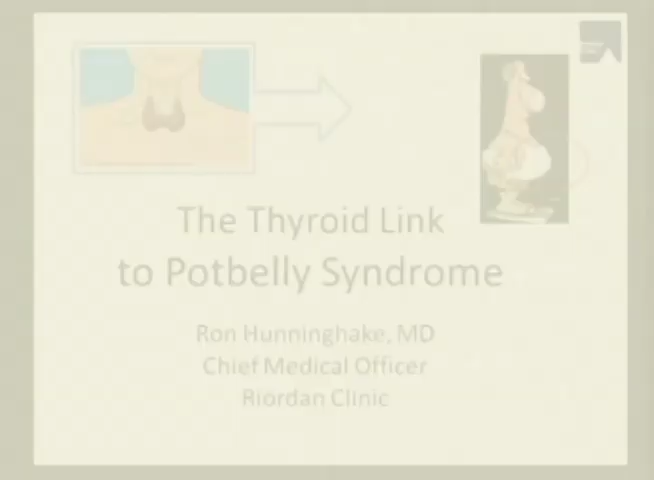 The Thyroid Link
to Potbelly Syndrome
Ron Hunninghake, MD
Chief Medical Officer
Riordan Clinic